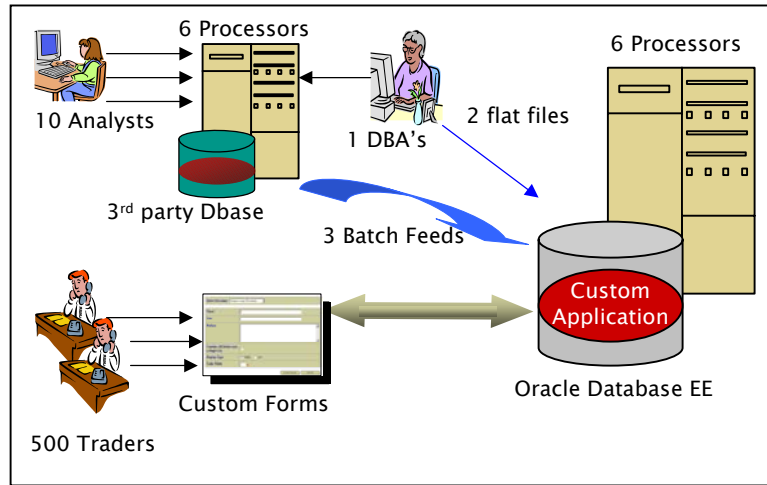 6 Processors
6 Processors
10 Analysts
1 DBA's
2 flat files
3rd party Dbase
3 Batch Feeds
Custom
Application
Custom Forms
Oracle Database EE
500 Traders